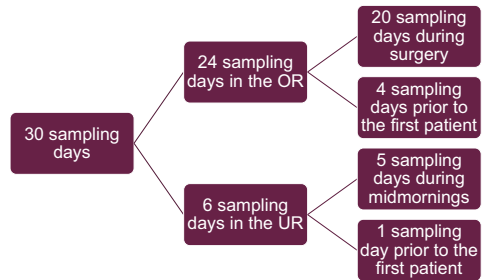 30 sampling
days
24 sampling
days in the OR
6 sampling
days in the UR
20 sampling
days during
surgery
4 sampling
days prior to
the first patient
5 sampling
days during
midmornings
1 sampling
day prior to the
first patient